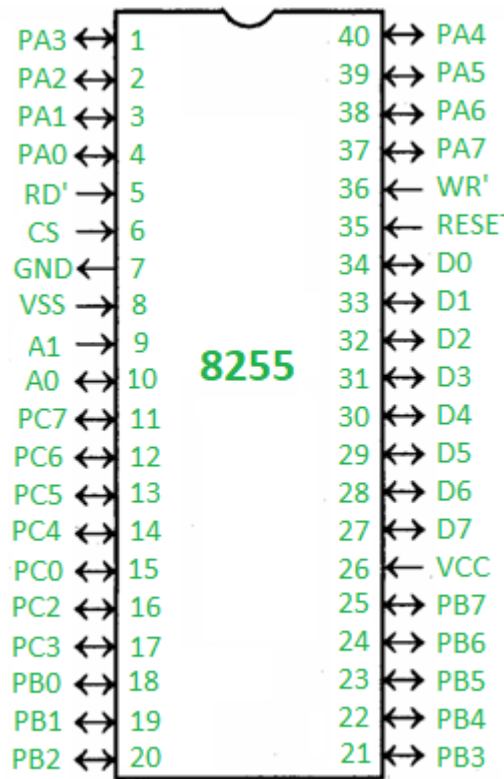 PA3 1 40 PA4
PA2 2 39 PA5
PA1 3 38 PA6
PA0 4 37 PA7
RD' 5 36 WR'
CS 6 35 RESET
GND 7 34 D0
VSS 8 33 D1
A1 9 32 D2
8255
A0 10 31 D3
PC7 11 30 D4
PC6 12 29 D5
PC5 13 28 D6
PC4 14 27 D7
PC0 15 26 VCC
PC2 16 25 PB7
PC3 17 24 PB6
PB0 18 23 PB5
PB1 19 22 PB4
PB2 20 21 PB3